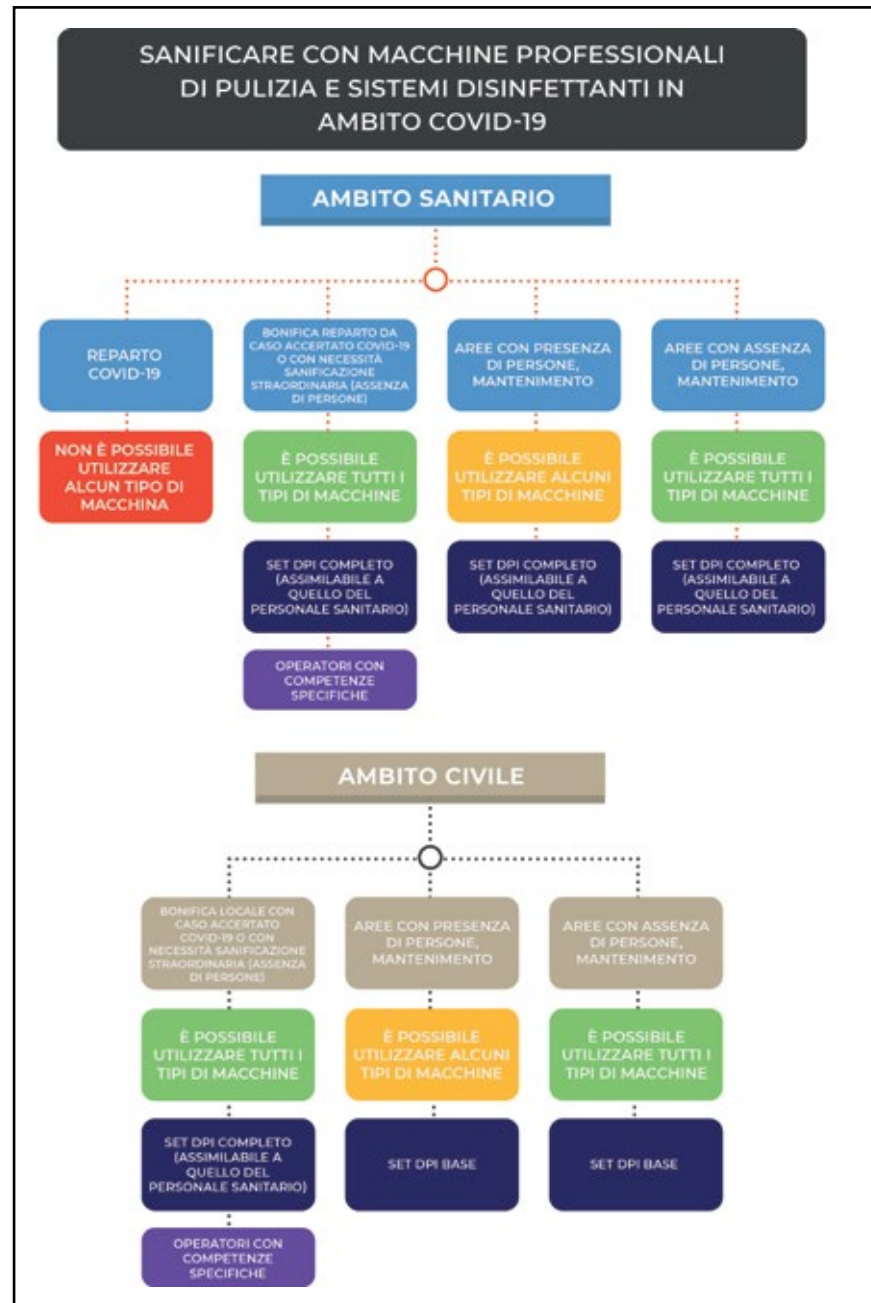 SANIFICARE CON MACCHINE PROFESSIONALI
DI PULIZIA E SISTEMI DISINFETTANTI IN
AMBITO COVID-19
AMBITO SANITARIO
REPARTO
COVID-19
NON È POSSIBILE
UTILIZZARE
ALCUN TIPO DI
MACCHINA
BONIFICA REPARTO DA
CASO ACCERTATO COVID-19
O CON NECESSITÀ
SANIFICAZIONE
STRAORDINARIA (ASSENZA
DI PERSONE)
È POSSIBILE
UTILIZZARE TUTTI I
TIPI DI MACCHINE
SET DPI COMPLETO
(ASSIMILABILE A
QUELLO DEL
PERSONALE SANITARIO)
OPERATORI CON
COMPETENZE
SPECIFICHE
AREE CON PRESENZA
DI PERSONE,
MANTENIMENTO
È POSSIBILE
UTILIZZARE ALCUNI
TIPI DI MACCHINE
SET DPI COMPLETO
(ASSIMILABILE A
QUELLO DEL
PERSONALE SANITARIO)
AREE CON ASSENZA
DI PERSONE,
MANTENIMENTO
È POSSIBILE
UTILIZZARE TUTTI I
TIPI DI MACCHINE
SET DPI COMPLETO
(ASSIMILABILE A
QUELLO DEL
PERSONALE SANITARIO)
AMBITO CIVILE
BONIFICA LOCALE CON
CASO ACCERTATO
COVID-19 O CON
NECESSITÀ SANIFICAZIONE
STRAORDINARIA (ASSENZA
DI PERSONE)
È POSSIBILE
UTILIZZARE TUTTI I
TIPI DI MACCHINE
SET DPI COMPLETO
(ASSIMILABILE A
QUELLO DEL
PERSONALE SANITARIO)
OPERATORI CON
COMPETENZE
SPECIFICHE
AREE CON PRESENZA
DI PERSONE,
MANTENIMENTO
È POSSIBILE
UTILIZZARE ALCUNI
TIPI DI MACCHINE
SET DPI BASE
AREE CON ASSENZA
DI PERSONE,
MANTENIMENTO
È POSSIBILE
UTILIZZARE TUTTI I
TIPI DI MACCHINE
SET DPI BASE